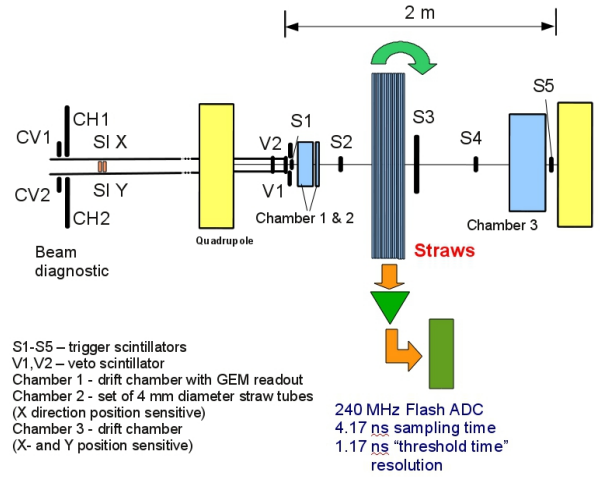 2 m
S1
S2
S3
S4
S5
CH1
CV1
SI X
V2
CV2
SI Y
V1
CH2
Chamber 1 & 2
Chamber 3
Quadrupole
Straws
Beam
diagnostic
S1-S5 – trigger scintillators
V1,V2 – veto scintillator
Chamber 1 - drift chamber with GEM readout
Chamber 2 - set of 4 mm diameter straw tubes
(X direction position sensitive)
Chamber 3 - drift chamber
(X- and Y position sensitive)
240 MHz Flash ADC
4.17 ns sampling time
1.17 ns “threshold time”
resolution